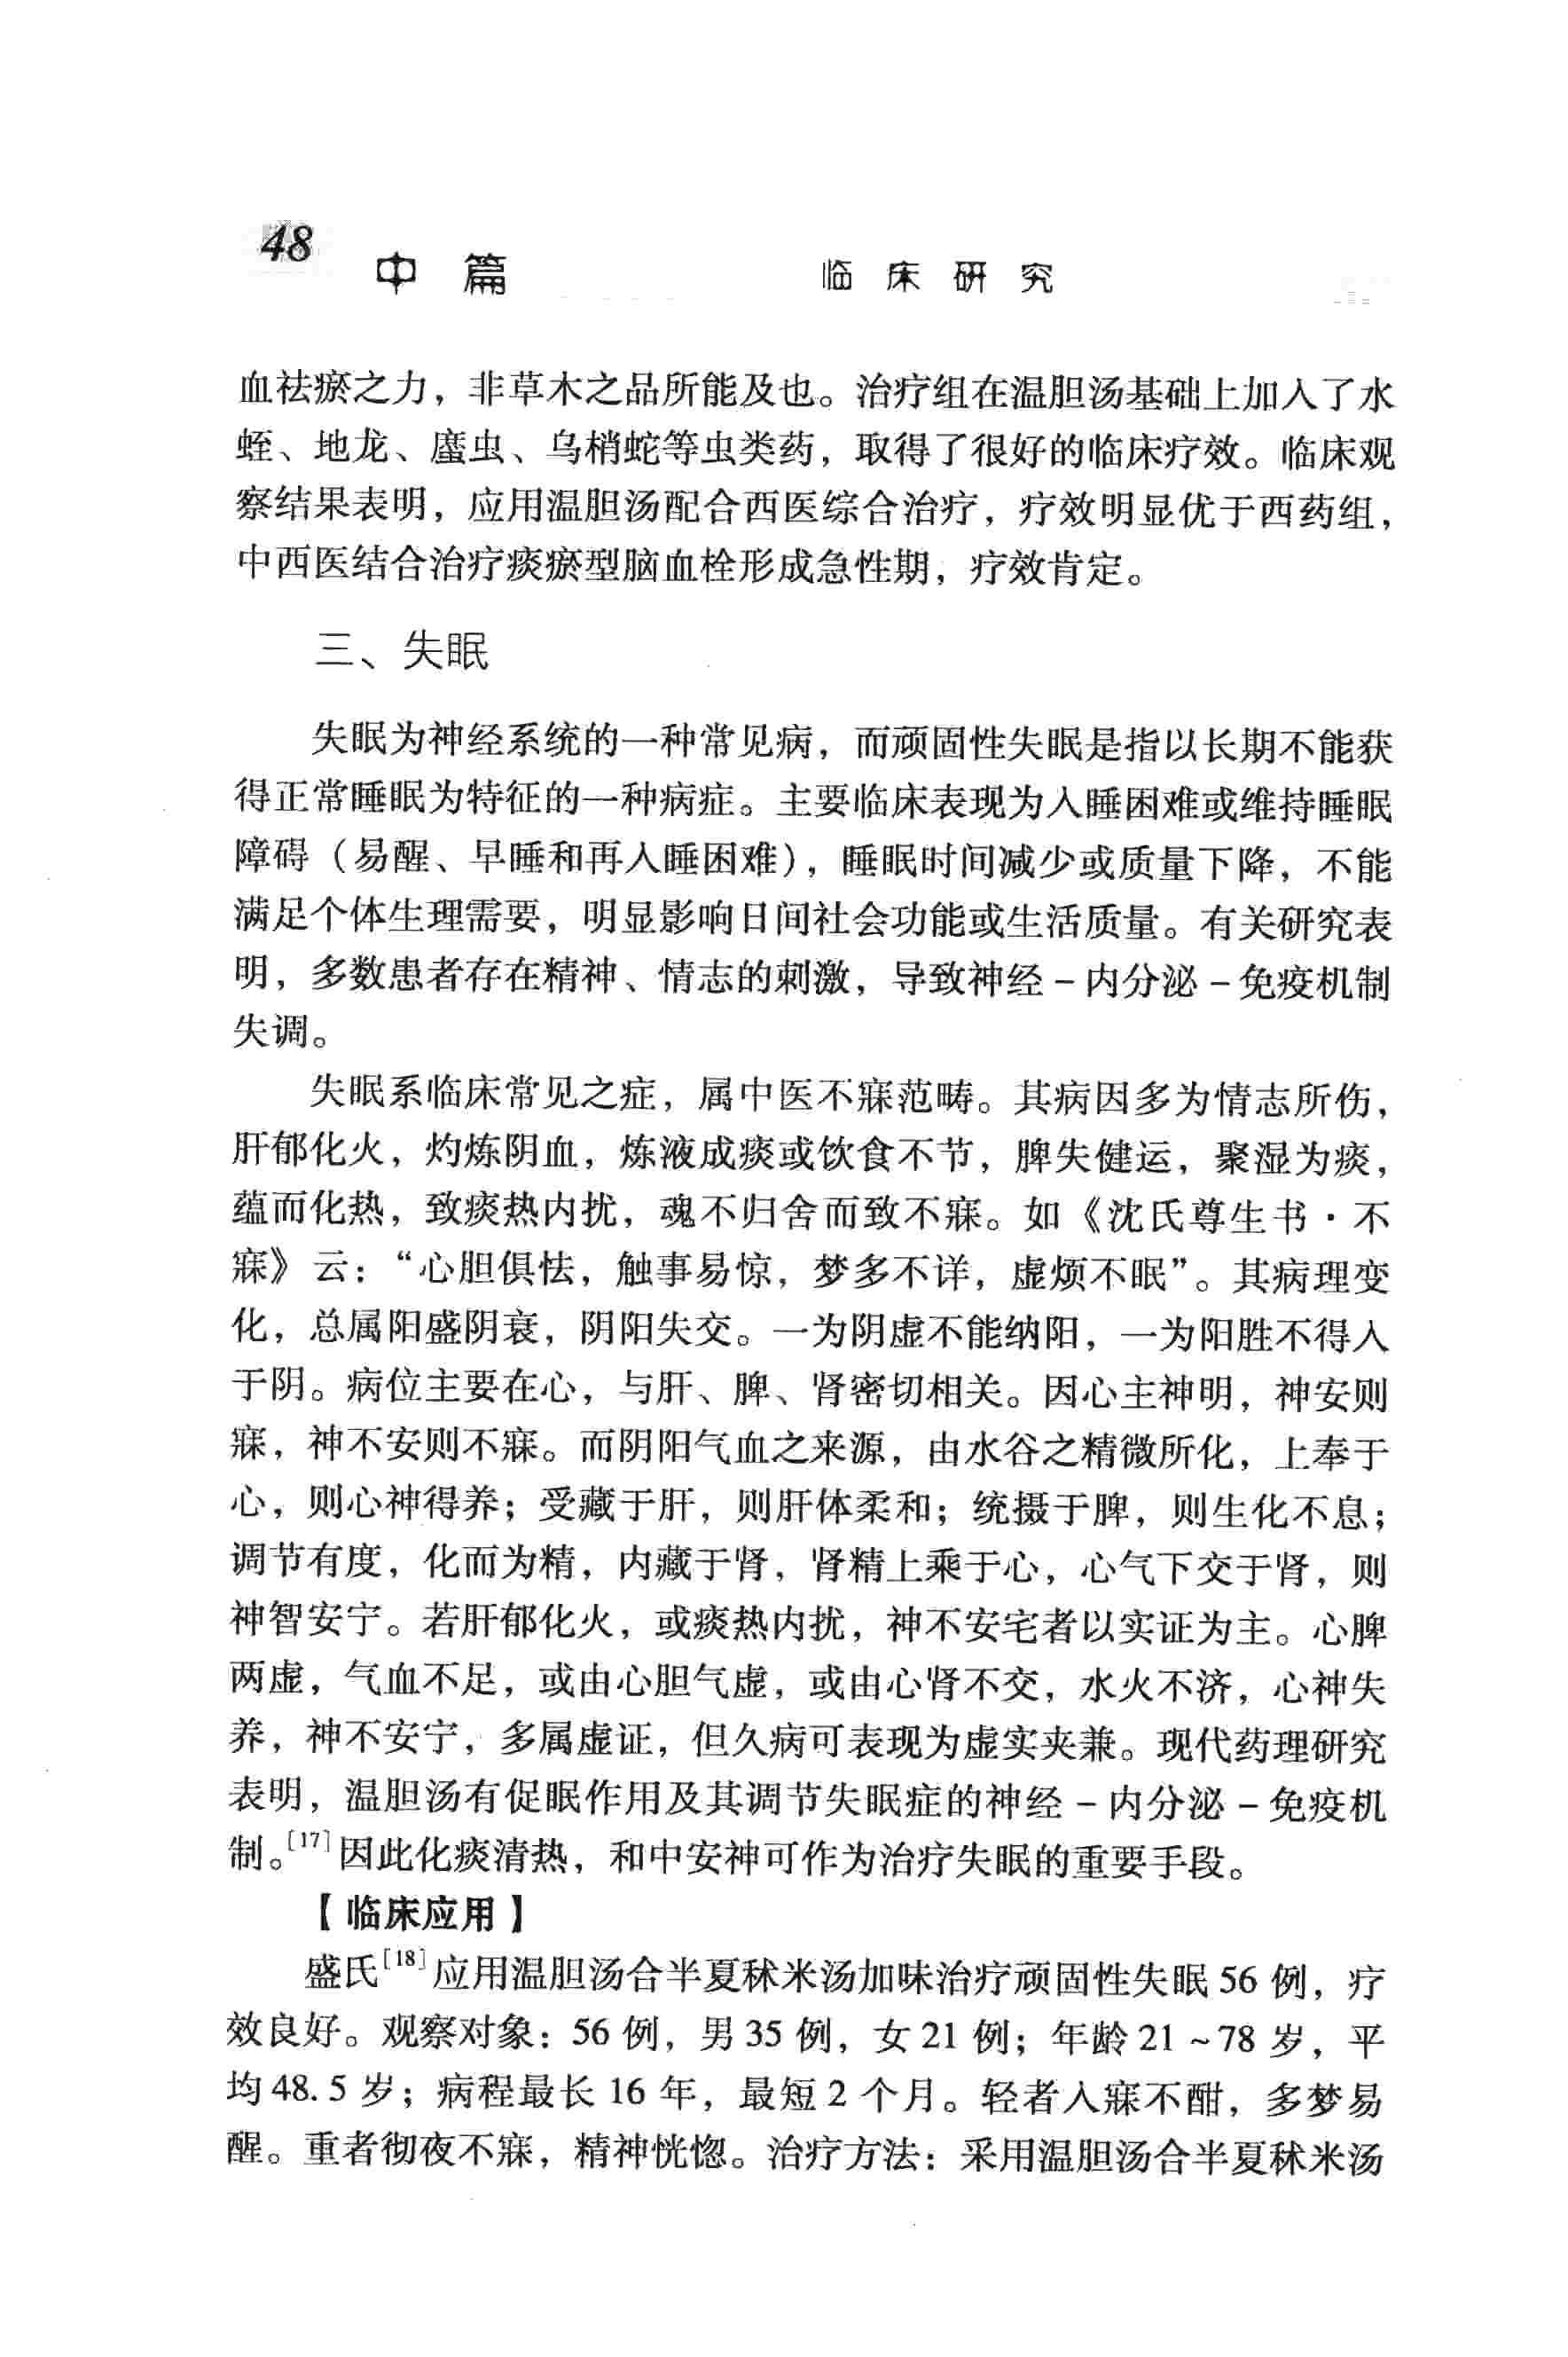 48
中 篇 临 床 研 究
血祛瘀之力，非草木之品所能及也。治疗组在温胆汤基础上加入了水
蛭、地龙、䗪虫、乌梢蛇等虫类药，取得了很好的临床疗效。临床观
察结果表明，应用温胆汤配合西医综合治疗，疗效明显优于西药组，
中西医结合治疗痰瘀型脑血栓形成急性期，疗效肯定。
三、失眠
失眠为神经系统的一种常见病，而顽固性失眠是指以长期不能获
得正常睡眠为特征的一种病症。主要临床表现为入睡困难或维持睡眠
障碍（易醒、早睡和再入睡困难），睡眠时间减少或质量下降，不能
满足个体生理需要，明显影响日间社会功能或生活质量。有关研究表
明，多数患者存在精神、情志的刺激，导致神经－内分泌－免疫机制
失调。
失眠系临床常见之症，属中医不寐范畴。其病因多为情志所伤，
肝郁化火，灼炼阴血，炼液成痰或饮食不节，脾失健运，聚湿为痰，
蕴而化热，致痰热内扰，魂不归舍而致不寐。如《沈氏尊生书·不
寐》云：“心胆俱怯，触事易惊，梦多不详，虚烦不眠”。其病理变
化，总属阳盛阴衰，阴阳失交。一为阴虚不能纳阳，一为阳胜不得入
于阴。病位主要在心，与肝、脾、肾密切相关。因心主神明，神安则
寐，神不安则不寐。而阴阳气血之来源，由水谷之精微所化，上奉于
心，则心神得养；受藏于肝，则肝体柔和；统摄于脾，则生化不息；
调节有度，化而为精，内藏于肾，肾精上乘于心，心气下交于肾，则
神智安宁。若肝郁化火，或痰热内扰，神不安宅者以实证为主。心脾
两虚，气血不足，或由心胆气虚，或由心肾不交，水火不济，心神失
养，神不安宁，多属虚证，但久病可表现为虚实夹兼。现代药理研究
表明，温胆汤有促眠作用及其调节失眠症的神经－内分泌－免疫机
制。[17]因此化痰清热，和中安神可作为治疗失眠的重要手段。
【临床应用】
盛氏[18]应用温胆汤合半夏秫米汤加味治疗顽固性失眠56例，疗
效良好。观察对象：56例，男35例，女21例；年龄21～78岁，平
均48.5岁；病程最长16年，最短2个月。轻者入寐不酣，多梦易
醒。重者彻夜不寐，精神恍惚。治疗方法：采用温胆汤合半夏秫米汤